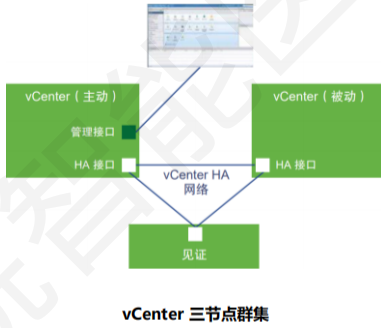 vCenter（主动）
vCenter（被动）
管理接口
HA 接口
HA 接口
vCenter HA
网络
见证
vCenter 三节点群集